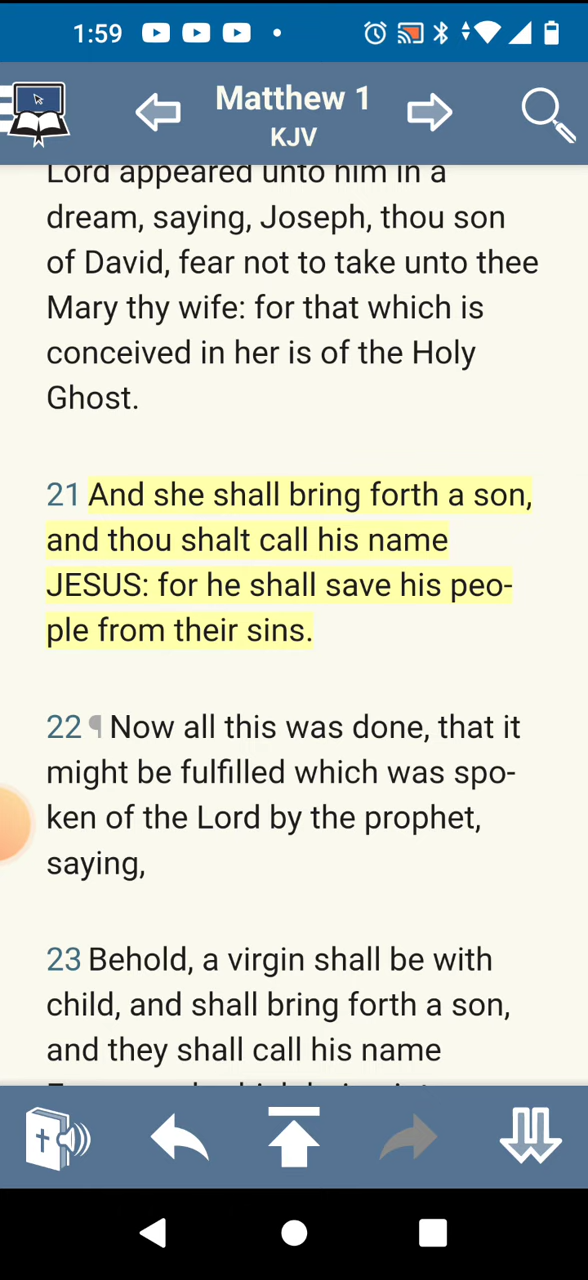 1:59
Matthew 1
KJV
Lord appeared unto him in a
dream, saying, Joseph, thou son
of David, fear not to take unto thee
Mary thy wife: for that which is
conceived in her is of the Holy
Ghost.
21 And she shall bring forth a son,
and thou shalt call his name
JESUS: for he shall save his peo-
ple from their sins.
22 ¶ Now all this was done, that it
might be fulfilled which was spo-
ken of the Lord by the prophet,
saying,
23 Behold, a virgin shall be with
child, and shall bring forth a son,
and they shall call his name